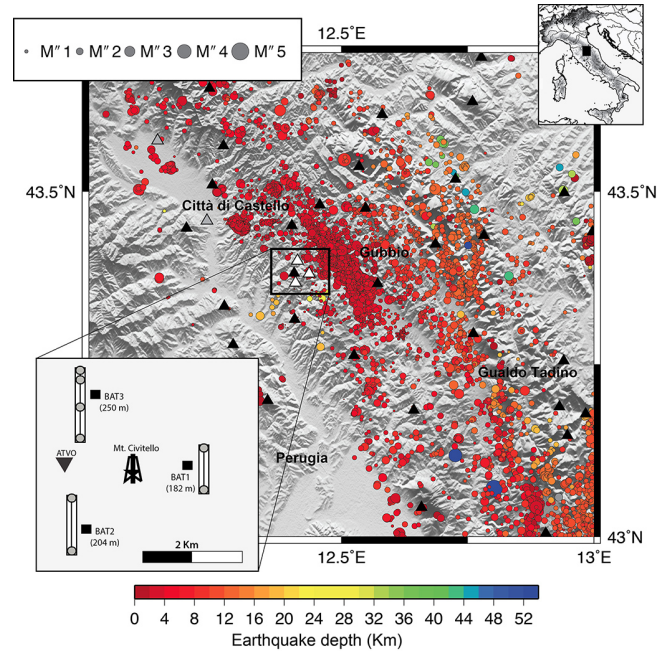 M″ 1 M″ 2 M″ 3 M″ 4 M″ 5
12.5°E
43.5°N
43.5°N
Città di Castello
Gubbio
Gualdo Tadino
Perugia
BAT3
(250 m)
ATVO
Mt. Civitello
BAT1
(182 m)
BAT2
(204 m)
2 Km
43°N
12.5°E
13°E
0 4 8 12 16 20 24 28 32 36 40 44 48 52
Earthquake depth (Km)